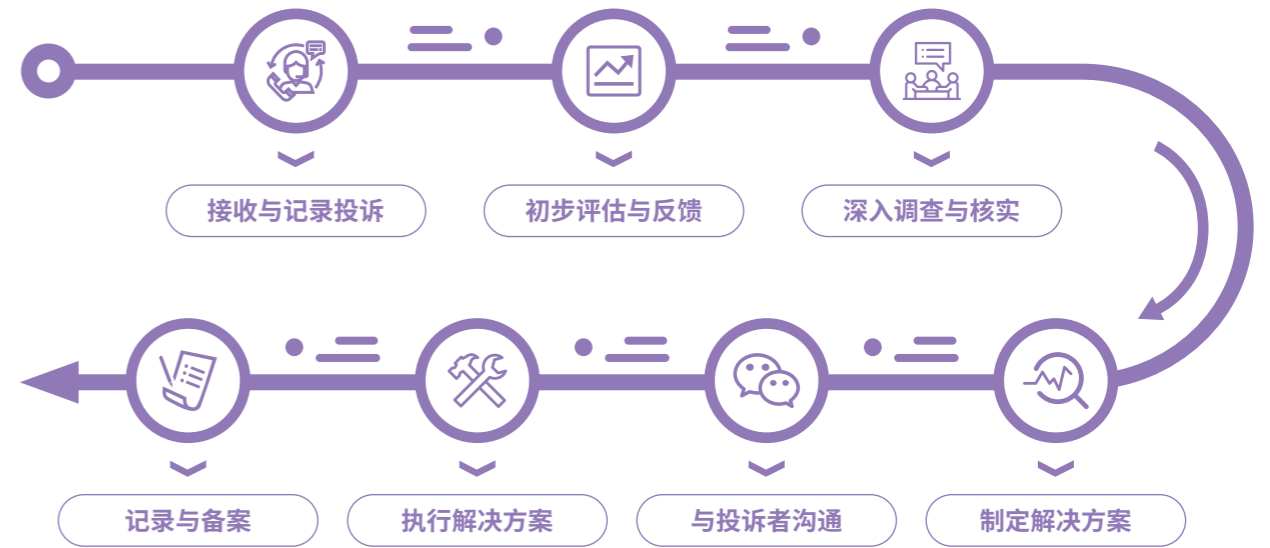 接收与记录投诉
初步评估与反馈
深入调查与核实
制定解决方案
与投诉者沟通
执行解决方案
记录与备案